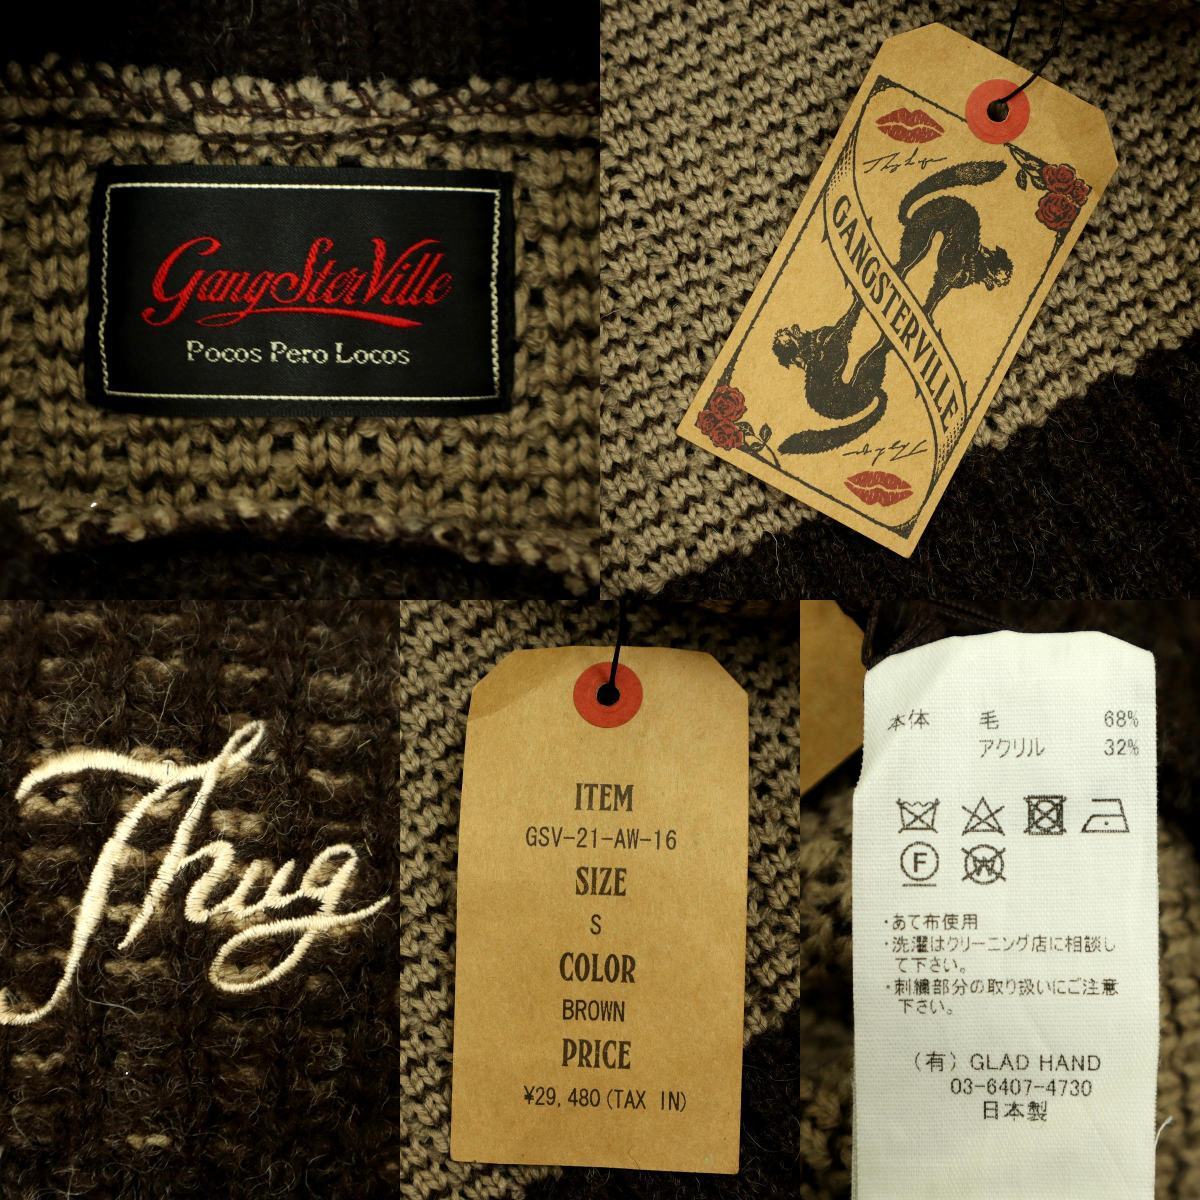 GangSterVille
Pocos Pero Locos
Thug Life
GANGSTERVILLE
Thug Life
Thug
ITEM
GSV-21-AW-16
SIZE
S
COLOR
BROWN
PRICE
¥29,480(TAX IN)
本体 毛 68%
アクリル 32%
F
W
・あて布使用
・洗濯はクリーニング店に相談し
て下さい。
・刺繍部分の取り扱いにご注意
下さい。
(有) GLAD HAND
03-6407-4730
日本製